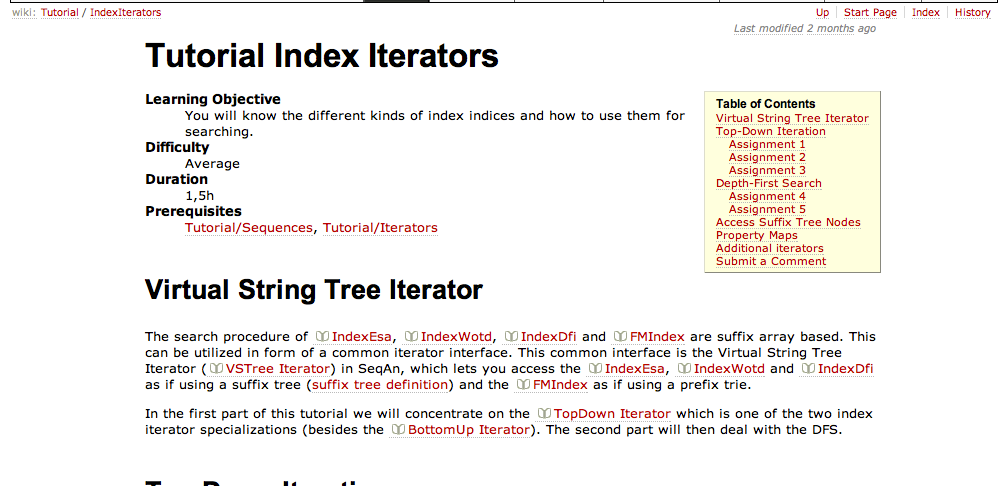 wiki: Tutorial / IndexIterators
Up Start Page Index History
Last modified 2 months ago
Tutorial Index Iterators
Learning Objective
You will know the different kinds of index indices and how to use them for
searching.
Difficulty
Average
Duration
1,5h
Prerequisites
Tutorial/Sequences, Tutorial/Iterators
Table of Contents
Virtual String Tree Iterator
Top-Down Iteration
Assignment 1
Assignment 2
Assignment 3
Depth-First Search
Assignment 4
Assignment 5
Access Suffix Tree Nodes
Property Maps
Additional iterators
Submit a Comment
Virtual String Tree Iterator
The search procedure of IndexEsa, IndexWotd, IndexDfi and FMIndex are suffix array based. This
can be utilized in form of a common iterator interface. This common interface is the Virtual String Tree
Iterator ( VSTree Iterator) in SeqAn, which lets you access the IndexEsa, IndexWotd and IndexDfi
as if using a suffix tree (suffix tree definition) and the FMIndex as if using a prefix trie.
In the first part of this tutorial we will concentrate on the TopDown Iterator which is one of the two index
iterator specializations (besides the BottomUp Iterator). The second part will then deal with the DFS.